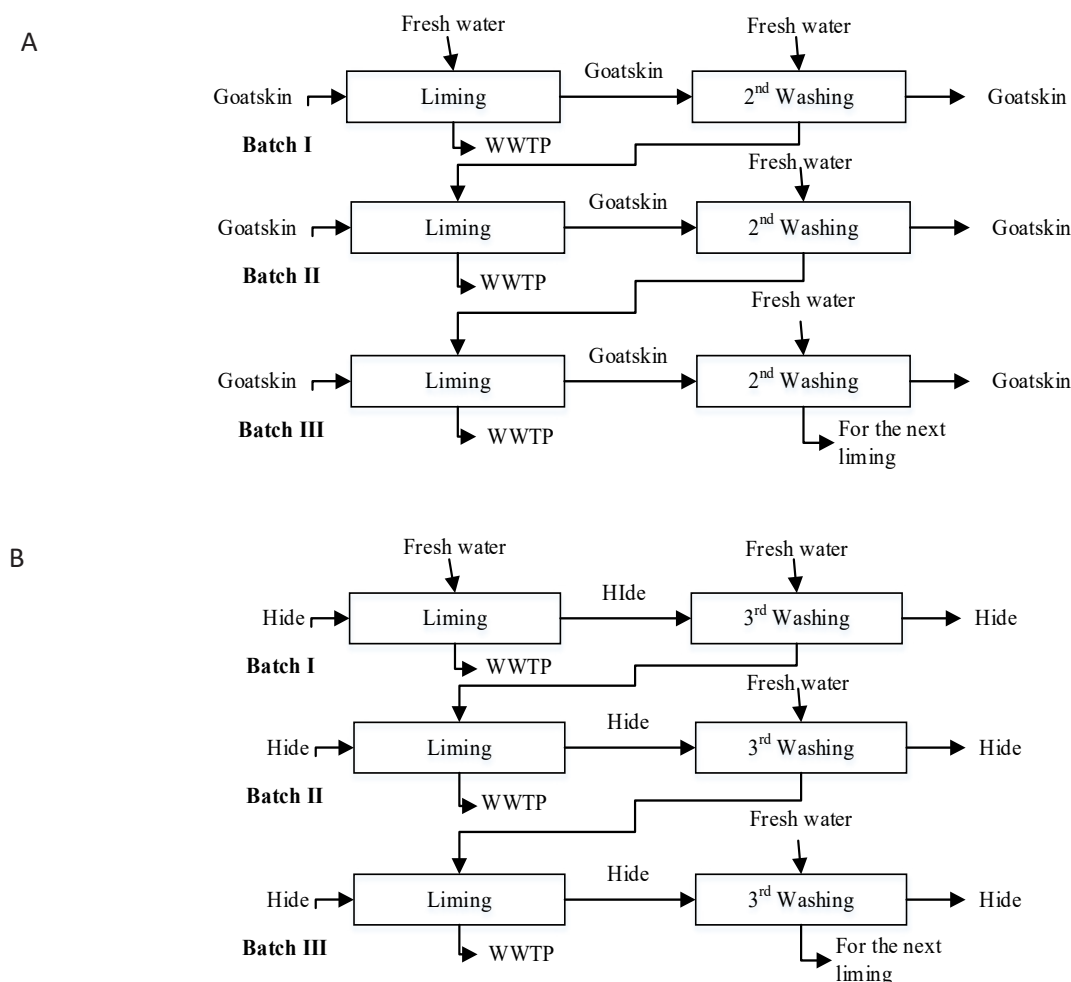 A
Fresh water
Fresh water
Goatskin
Liming
Goatskin
2nd Washing
Goatskin
Batch I
WWTP
Fresh water
Goatskin
Liming
Goatskin
2nd Washing
Goatskin
Batch II
WWTP
Fresh water
Goatskin
Liming
Goatskin
2nd Washing
Goatskin
Batch III
WWTP
For the next
liming
B
Fresh water
Fresh water
Hide
Liming
HIde
3rd Washing
Hide
Batch I
WWTP
Fresh water
Hide
Liming
Hide
3rd Washing
Hide
Batch II
WWTP
Fresh water
Hide
Liming
Hide
3rd Washing
Hide
Batch III
WWTP
For the next
liming